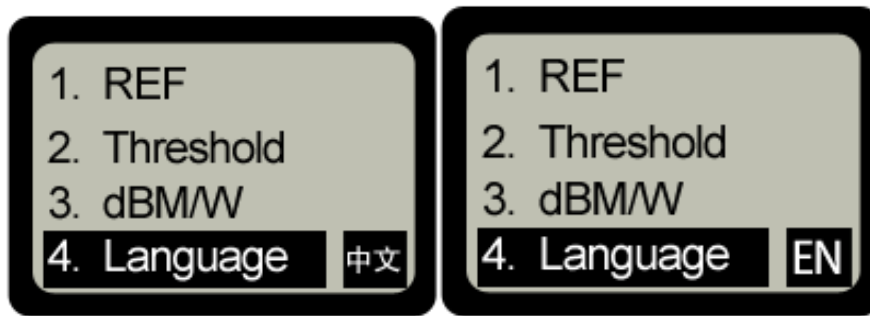 1. REF
2. Threshold
3. dBM/W
4. Language 中文
1. REF
2. Threshold
3. dBM/W
4. Language EN